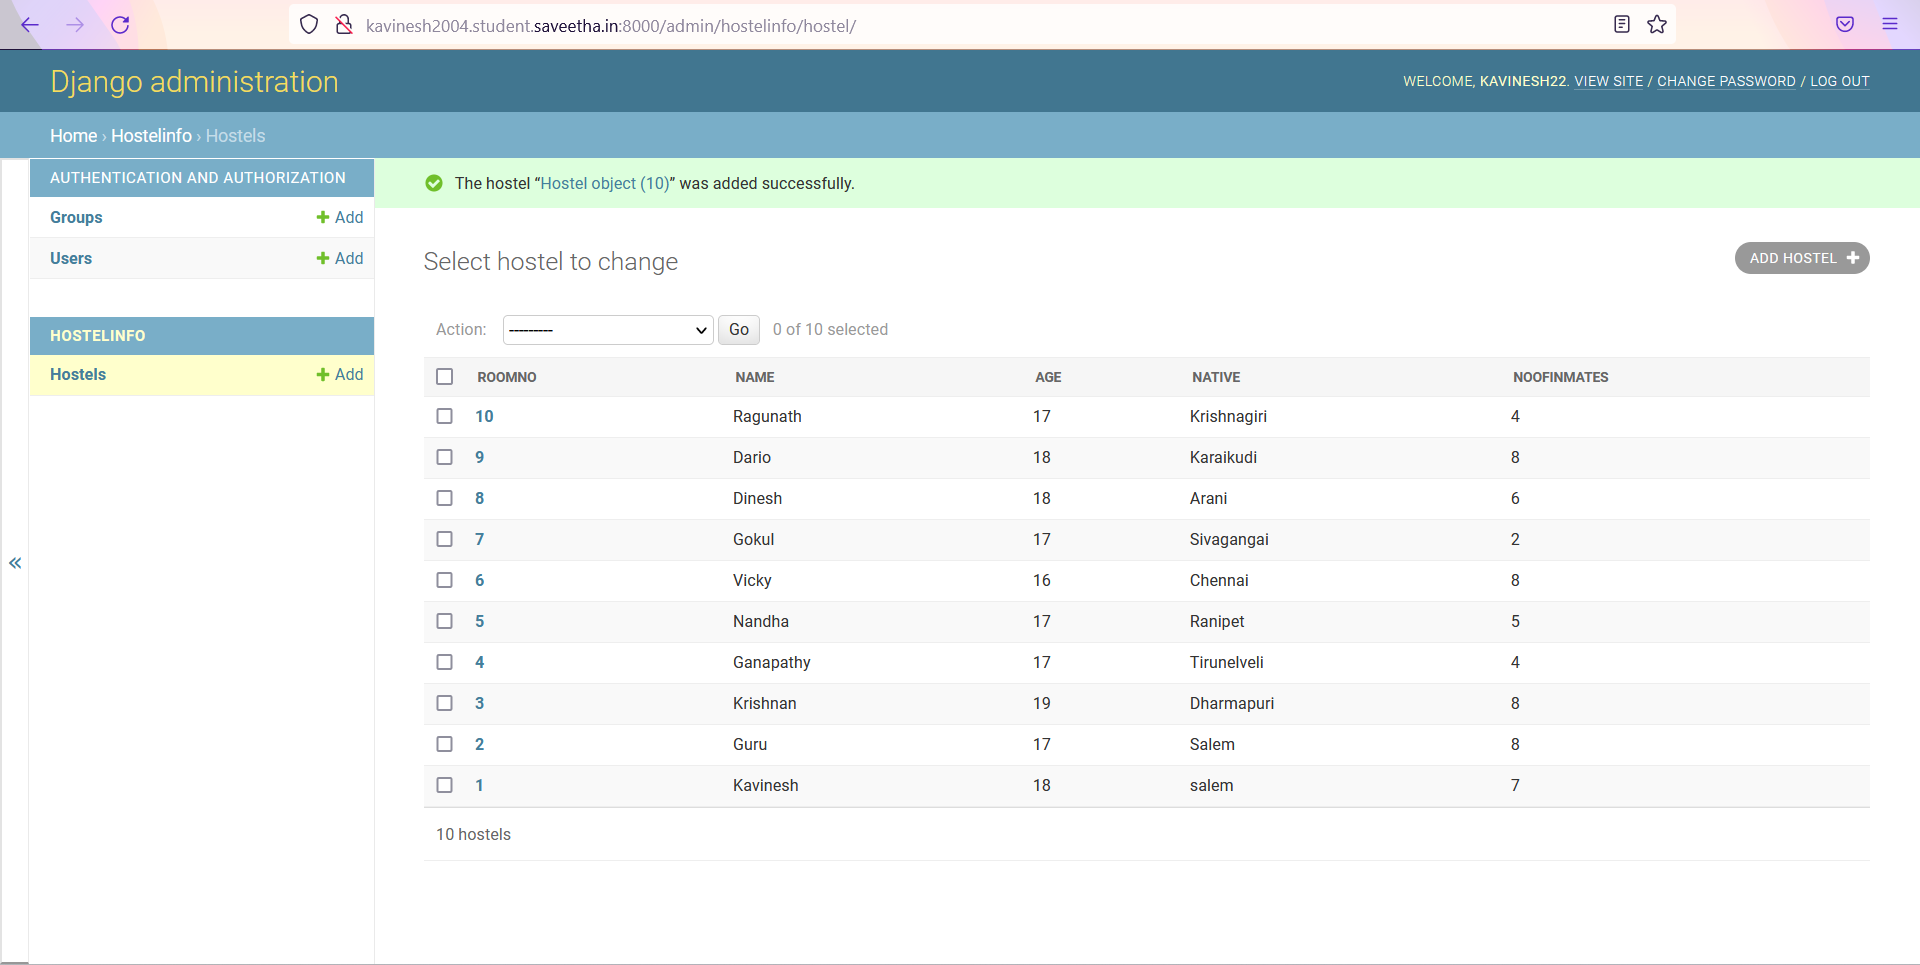 kavinesh2004.student.saveetha.in:8000/admin/hostelinfo/hostel/
Django administration
WELCOME, KAVINESH22. VIEW SITE / CHANGE PASSWORD / LOG OUT
Home › Hostelinfo › Hostels
AUTHENTICATION AND AUTHORIZATION
Groups Add
Users Add
HOSTELINFO
Hostels Add
The hostel “Hostel object (10)” was added successfully.
Select hostel to change
ADD HOSTEL
Action: --------- Go 0 of 10 selected
ROOMNO NAME AGE NATIVE NOOFINMATES
10 Ragunath 17 Krishnagiri 4
9 Dario 18 Karaikudi 8
8 Dinesh 18 Arani 6
7 Gokul 17 Sivagangai 2
6 Vicky 16 Chennai 8
5 Nandha 17 Ranipet 5
4 Ganapathy 17 Tirunelveli 4
3 Krishnan 19 Dharmapuri 8
2 Guru 17 Salem 8
1 Kavinesh 18 salem 7
10 hostels